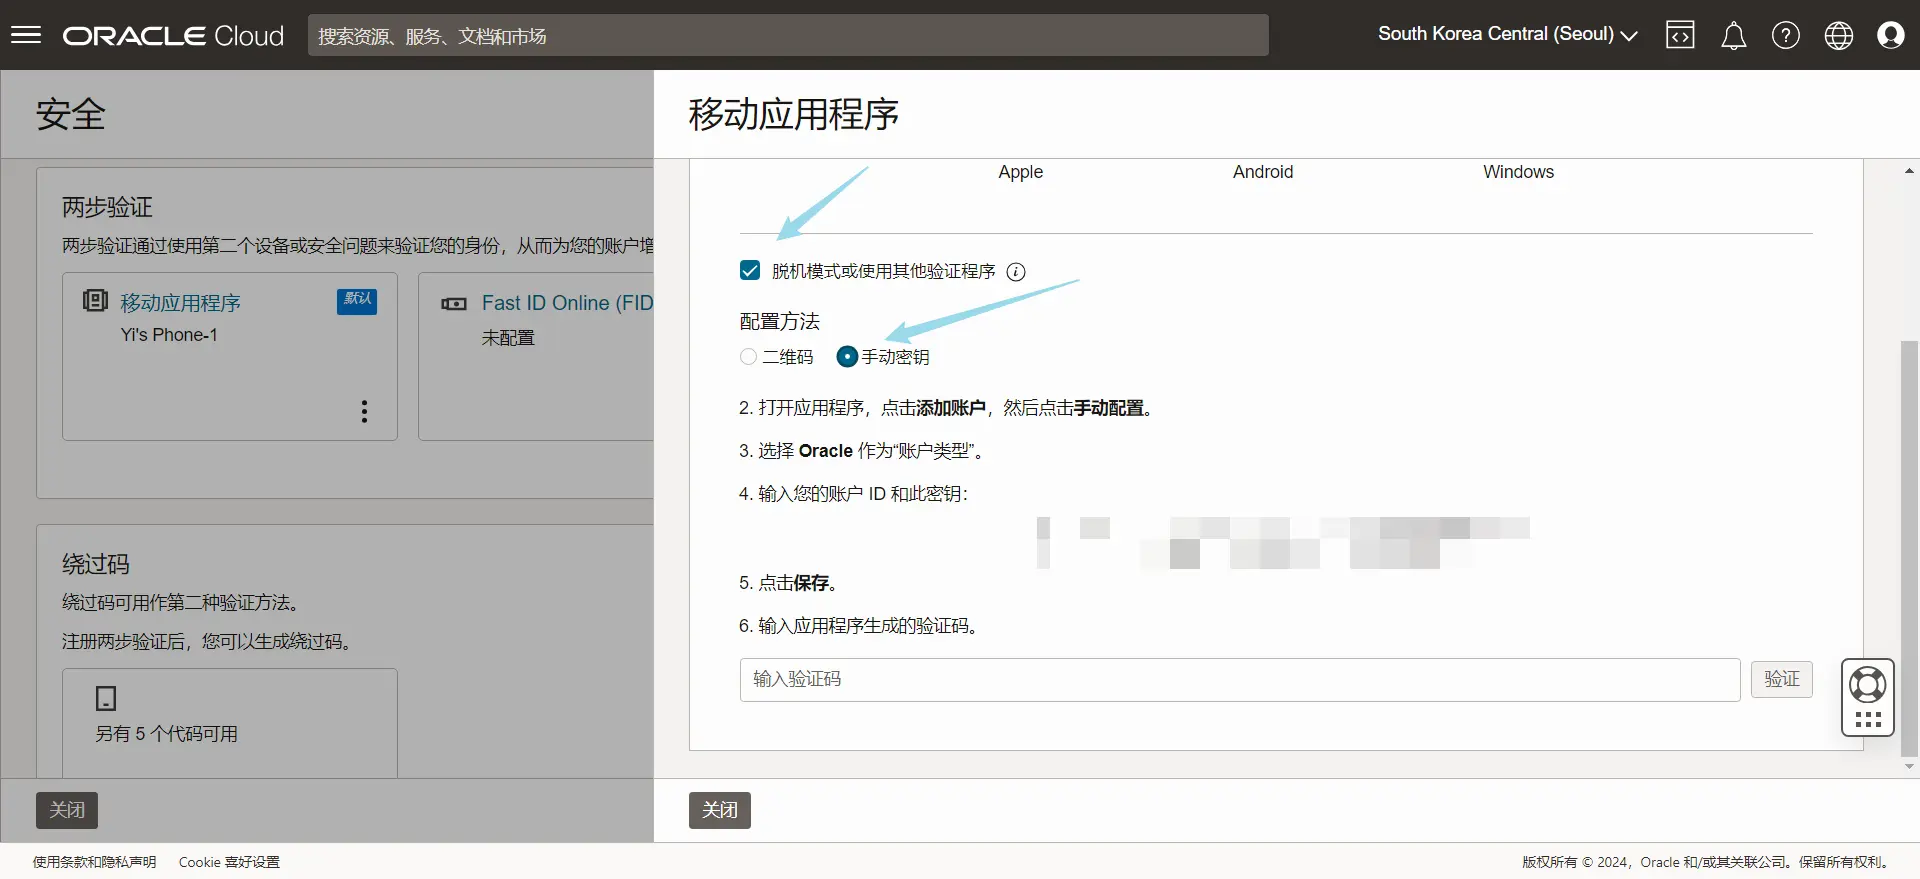 ORACLE Cloud
搜索资源、服务、文档和市场
South Korea Central (Seoul)
安全
两步验证
两步验证通过使用第二个设备或安全问题来验证您的身份，从而为您的账户增
移动应用程序
默认
Yi's Phone-1
Fast ID Online (FID
未配置
绕过码
绕过码可用作第二种验证方法。
注册两步验证后，您可以生成绕过码。
另有 5 个代码可用
关闭
移动应用程序
Apple
Android
Windows
脱机模式或使用其他验证程序
配置方法
二维码
手动密钥
2. 打开应用程序，点击添加账户，然后点击手动配置。
3. 选择 Oracle 作为“账户类型”。
4. 输入您的账户 ID 和此密钥：
5. 点击保存。
6. 输入应用程序生成的验证码。
输入验证码
验证
关闭
使用条款和隐私声明
Cookie 喜好设置
版权所有 © 2024，Oracle 和/或其关联公司。保留所有权利。